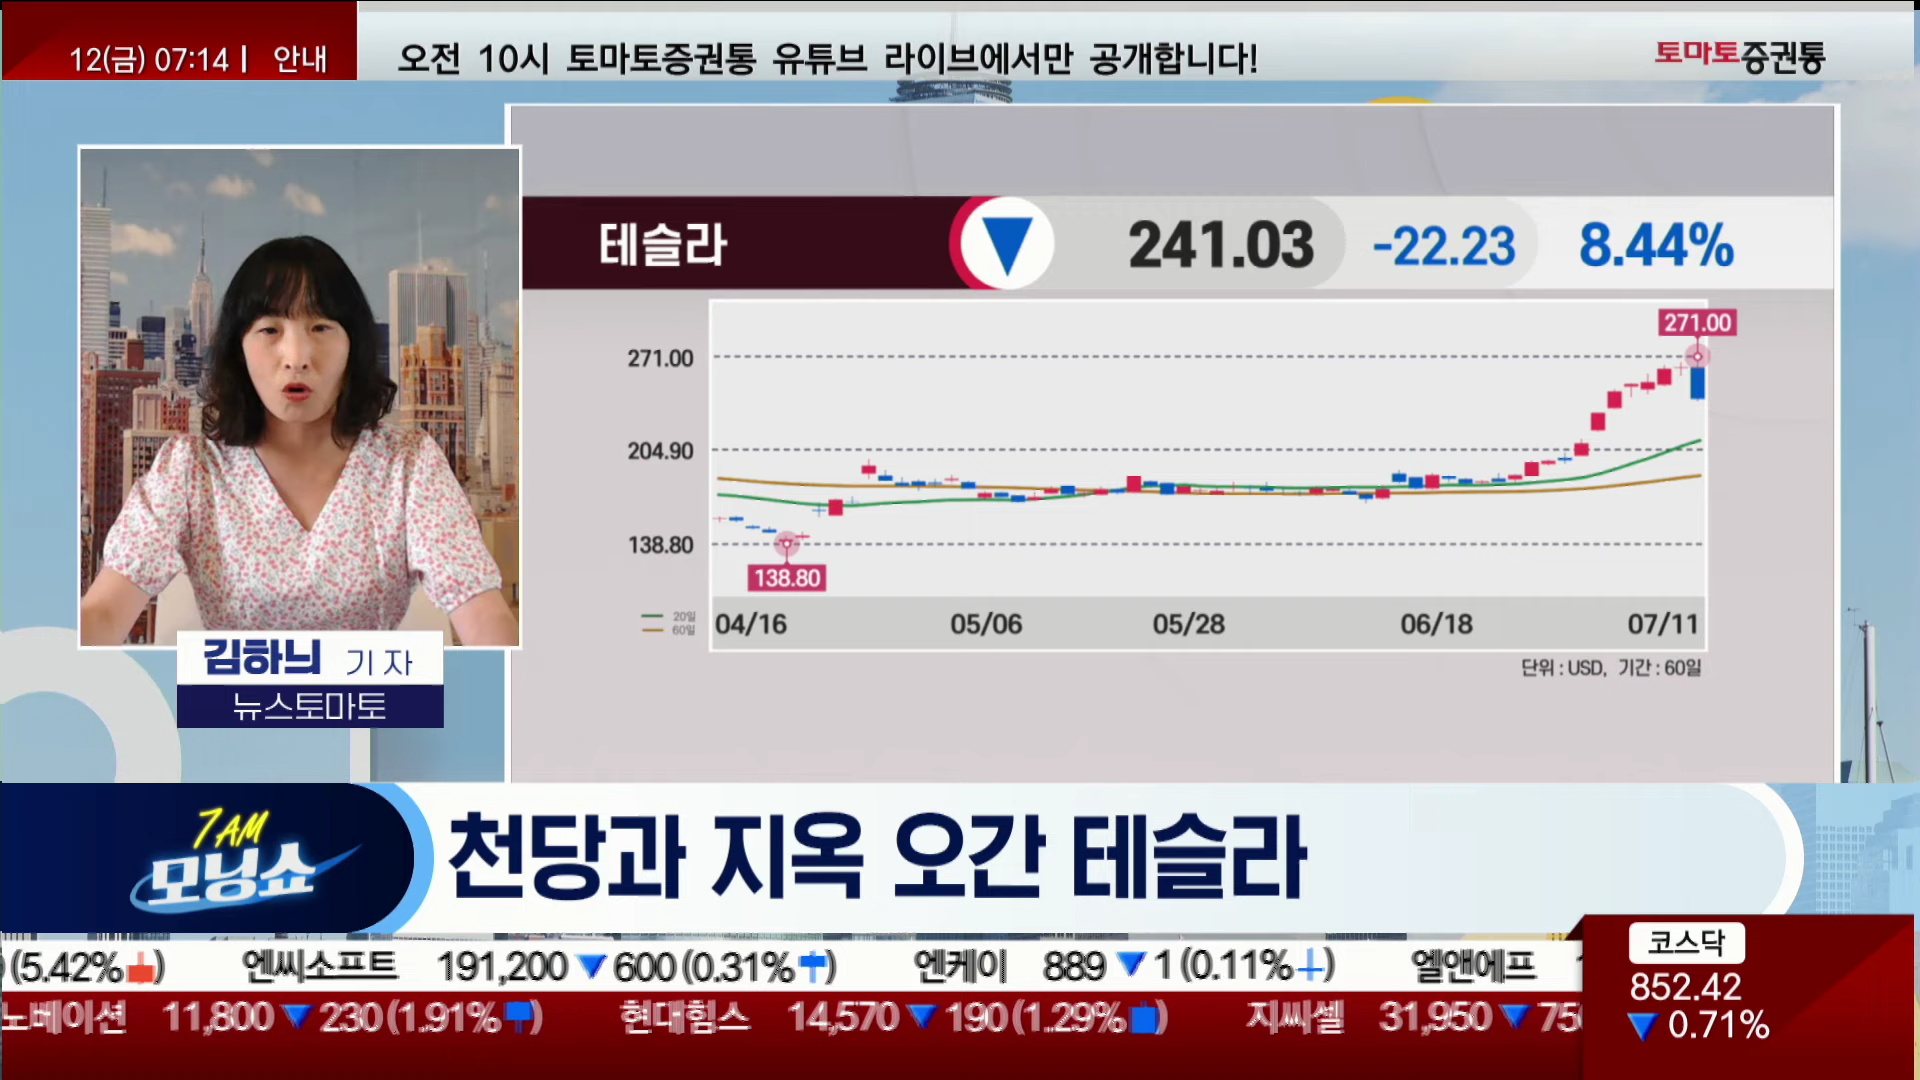 12(금) 07:14 | 안내
오전 10시 토마토증권통 유튜브 라이브에서만 공개합니다!
토마토증권통
테슬라 ▼ 241.03 -22.23 8.44%
271.00
271.00
204.90
138.80
138.80
20일
60일
04/16 05/06 05/28 06/18 07/11
단위 : USD, 기간 : 60일
김하늬 기자
뉴스토마토
7 AM
모닝쇼
천당과 지옥 오간 테슬라
(5.42% ) 엔씨소프트 191,200 ▼ 600 (0.31% ) 엔케이 889 ▼ 1 (0.11% ) 엘앤에프
노베이션 11,800 ▼ 230 (1.91% ) 현대힘스 14,570 ▼ 190 (1.29% ) 지씨셀 31,950 ▼ 750
코스닥
852.42
▼ 0.71%